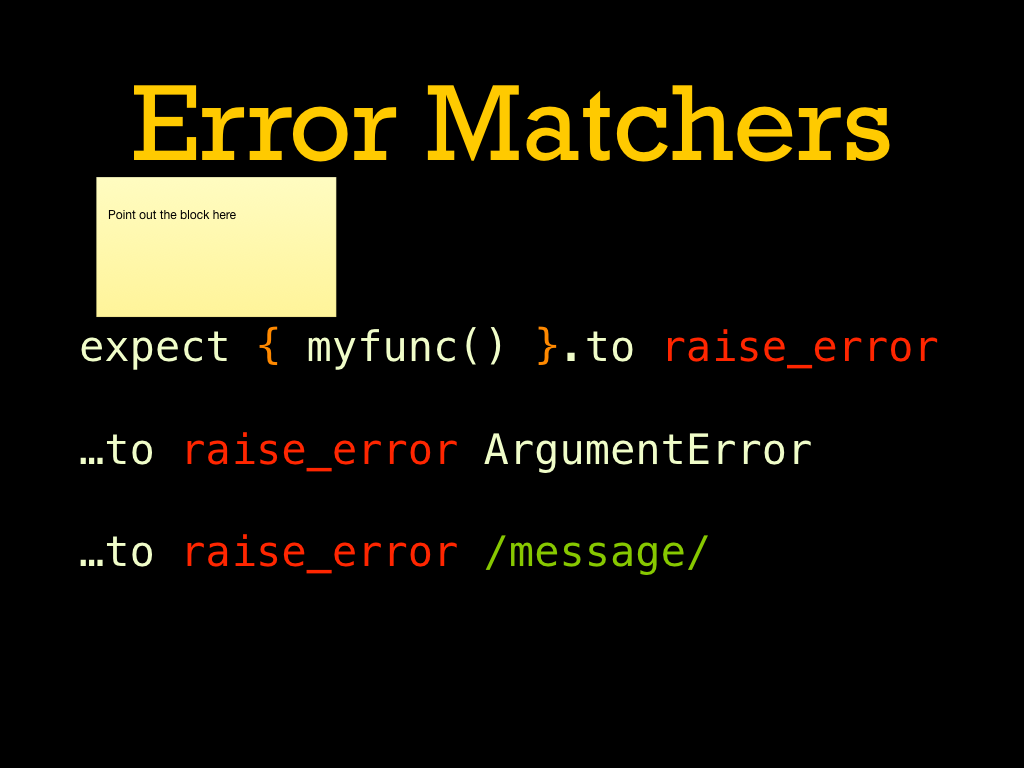 Error Matchers
Point out the block here
expect { myfunc() }.to raise_error
…to raise_error ArgumentError
…to raise_error /message/